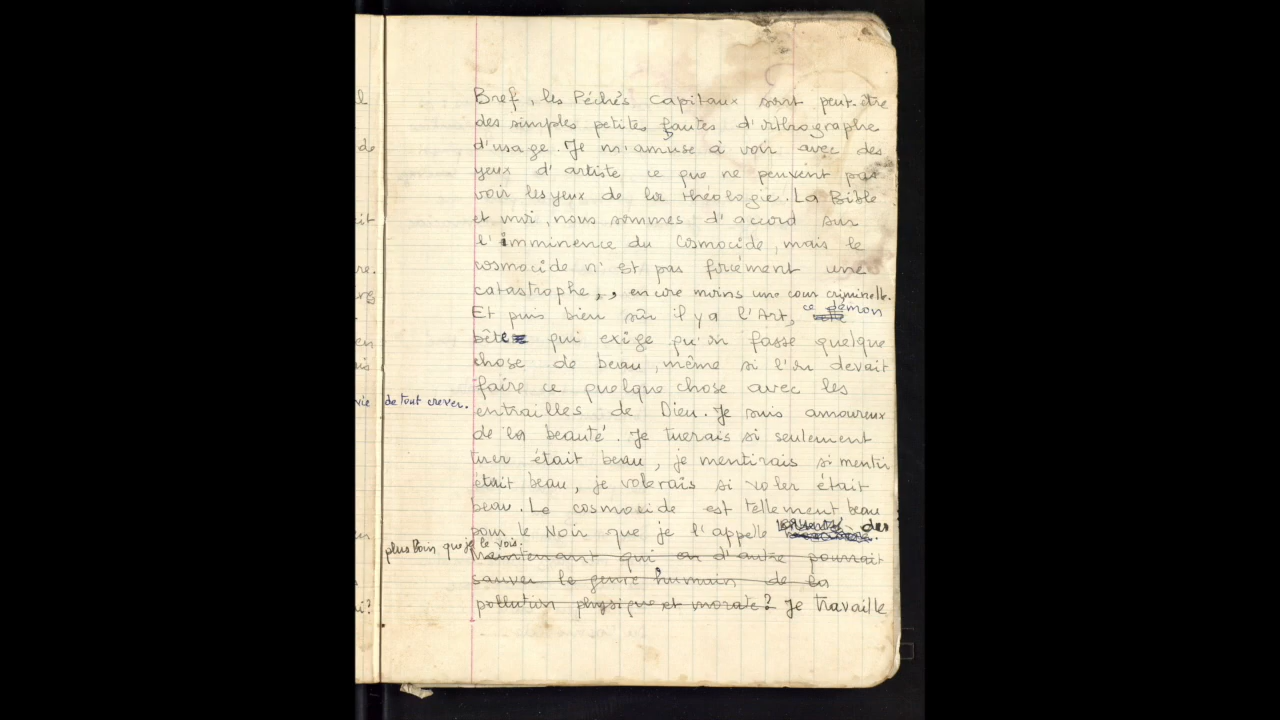 Bref, les Péchés Capitaux sont peut-être
des simples petites fautes d'orthographe
d'usage. Je m'amuse à voir avec des
yeux d'artiste ce que ne peuvent pas
voir les yeux de la théologie. La Bible
et moi, nous sommes d'accord sur
l'imminence du Cosmocide, mais le
cosmocide n'est pas forcément une
catastrophe,, encore moins une cour criminelle.
Et puis bien sûr il y a l'Art, ce démon
bête qui exige qu'on fasse quelque
chose de beau, même si l'on devait
faire ce quelque chose avec les
de tout crever. entrailles de Dieu. Je suis amoureux
de la beauté. Je tuerais si seulement
tuer était beau, je mentirais si mentir
était beau, je volerais si voler était
beau. Le cosmocide est tellement beau
pour le Noir que je l'appelle des
plus loin que je le vois.
maintenant qui d'autre pourrait
sauver le genre humain de la
pollution physique et morale? Je travaille